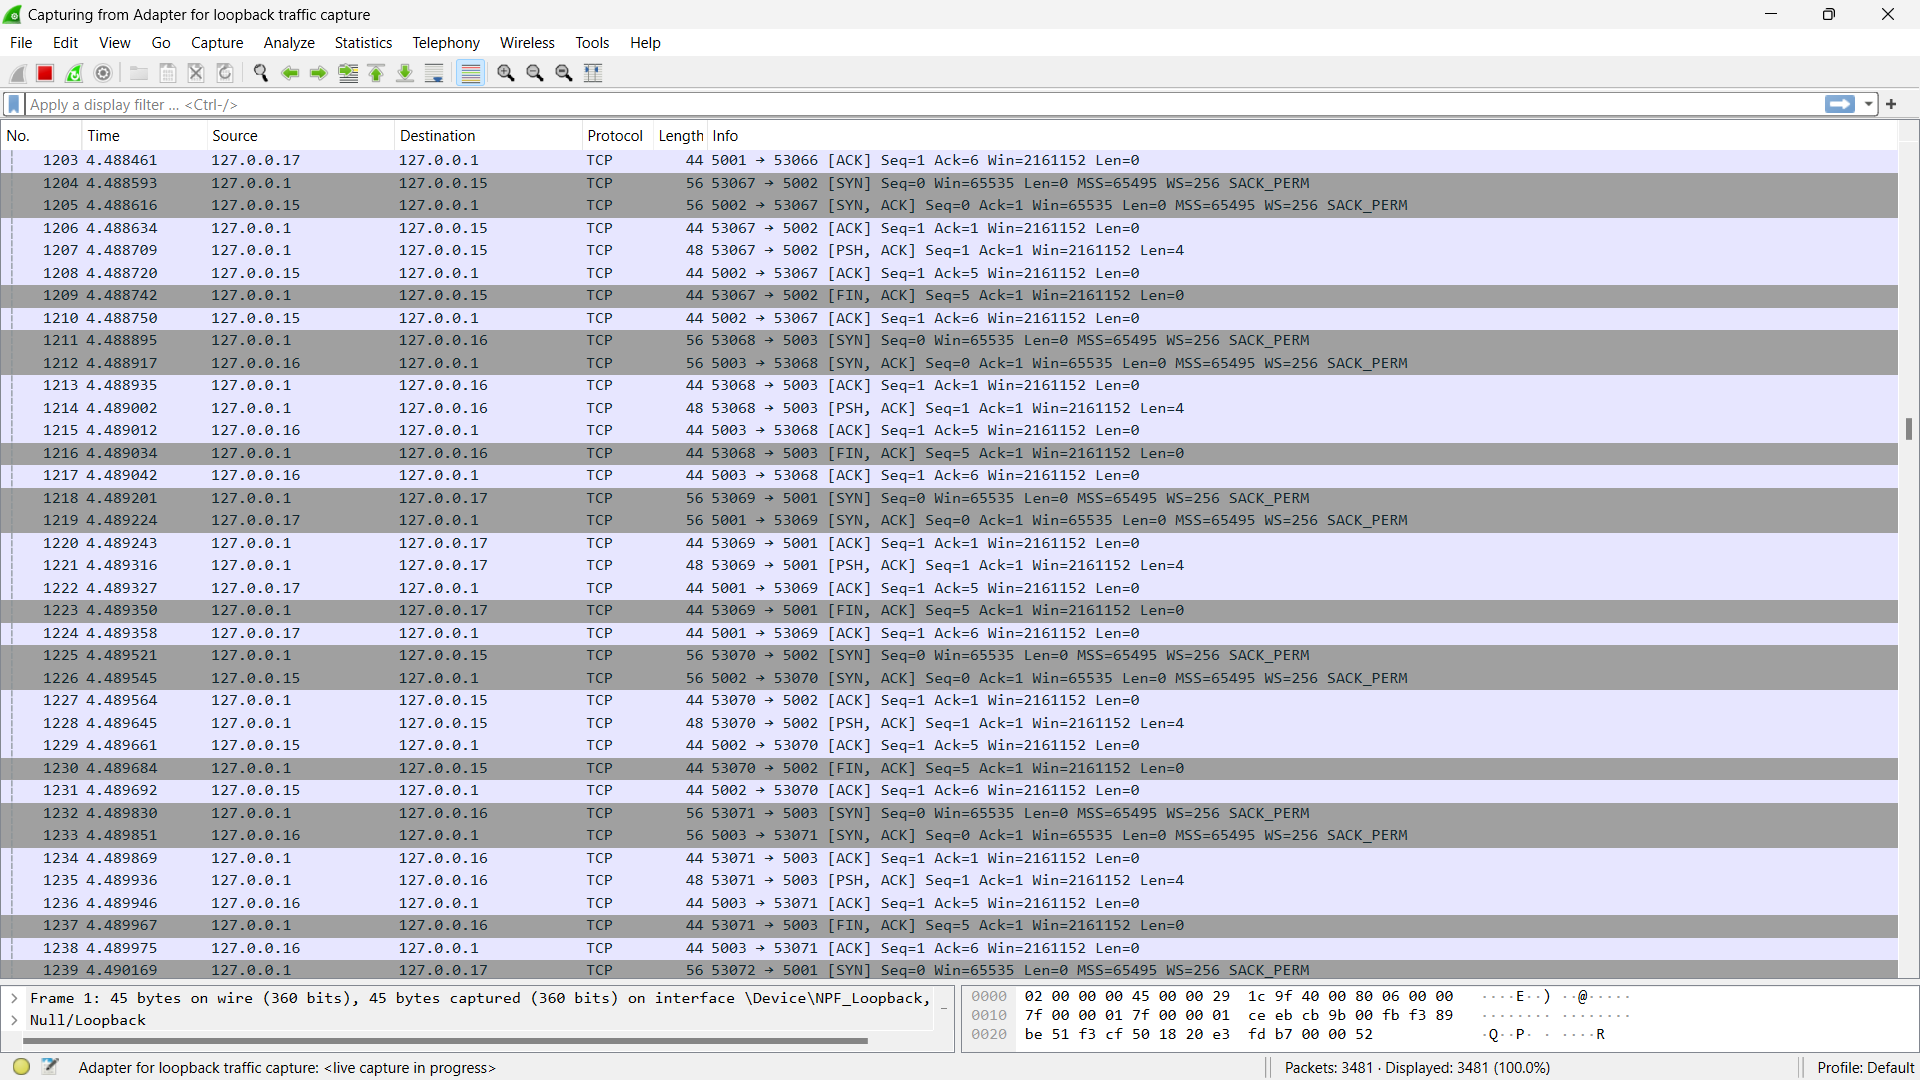 Capturing from Adapter for loopback traffic capture
File Edit View Go Capture Analyze Statistics Telephony Wireless Tools Help
Apply a display filter ... <Ctrl-/>
No. Time Source Destination Protocol Length Info
1203 4.488461 127.0.0.17 127.0.0.1 TCP 44 5001 → 53066 [ACK] Seq=1 Ack=6 Win=2161152 Len=0
1204 4.488593 127.0.0.1 127.0.0.15 TCP 56 53067 → 5002 [SYN] Seq=0 Win=65535 Len=0 MSS=65495 WS=256 SACK_PERM
1205 4.488616 127.0.0.15 127.0.0.1 TCP 56 5002 → 53067 [SYN, ACK] Seq=0 Ack=1 Win=65535 Len=0 MSS=65495 WS=256 SACK_PERM
1206 4.488634 127.0.0.1 127.0.0.15 TCP 44 53067 → 5002 [ACK] Seq=1 Ack=1 Win=2161152 Len=0
1207 4.488709 127.0.0.1 127.0.0.15 TCP 48 53067 → 5002 [PSH, ACK] Seq=1 Ack=1 Win=2161152 Len=4
1208 4.488720 127.0.0.15 127.0.0.1 TCP 44 5002 → 53067 [ACK] Seq=1 Ack=5 Win=2161152 Len=0
1209 4.488742 127.0.0.1 127.0.0.15 TCP 44 53067 → 5002 [FIN, ACK] Seq=5 Ack=1 Win=2161152 Len=0
1210 4.488750 127.0.0.15 127.0.0.1 TCP 44 5002 → 53067 [ACK] Seq=1 Ack=6 Win=2161152 Len=0
1211 4.488895 127.0.0.1 127.0.0.16 TCP 56 53068 → 5003 [SYN] Seq=0 Win=65535 Len=0 MSS=65495 WS=256 SACK_PERM
1212 4.488917 127.0.0.16 127.0.0.1 TCP 56 5003 → 53068 [SYN, ACK] Seq=0 Ack=1 Win=65535 Len=0 MSS=65495 WS=256 SACK_PERM
1213 4.488935 127.0.0.1 127.0.0.16 TCP 44 53068 → 5003 [ACK] Seq=1 Ack=1 Win=2161152 Len=0
1214 4.489002 127.0.0.1 127.0.0.16 TCP 48 53068 → 5003 [PSH, ACK] Seq=1 Ack=1 Win=2161152 Len=4
1215 4.489012 127.0.0.16 127.0.0.1 TCP 44 5003 → 53068 [ACK] Seq=1 Ack=5 Win=2161152 Len=0
1216 4.489034 127.0.0.1 127.0.0.16 TCP 44 53068 → 5003 [FIN, ACK] Seq=5 Ack=1 Win=2161152 Len=0
1217 4.489042 127.0.0.16 127.0.0.1 TCP 44 5003 → 53068 [ACK] Seq=1 Ack=6 Win=2161152 Len=0
1218 4.489201 127.0.0.1 127.0.0.17 TCP 56 53069 → 5001 [SYN] Seq=0 Win=65535 Len=0 MSS=65495 WS=256 SACK_PERM
1219 4.489224 127.0.0.17 127.0.0.1 TCP 56 5001 → 53069 [SYN, ACK] Seq=0 Ack=1 Win=65535 Len=0 MSS=65495 WS=256 SACK_PERM
1220 4.489243 127.0.0.1 127.0.0.17 TCP 44 53069 → 5001 [ACK] Seq=1 Ack=1 Win=2161152 Len=0
1221 4.489316 127.0.0.1 127.0.0.17 TCP 48 53069 → 5001 [PSH, ACK] Seq=1 Ack=1 Win=2161152 Len=4
1222 4.489327 127.0.0.17 127.0.0.1 TCP 44 5001 → 53069 [ACK] Seq=1 Ack=5 Win=2161152 Len=0
1223 4.489350 127.0.0.1 127.0.0.17 TCP 44 53069 → 5001 [FIN, ACK] Seq=5 Ack=1 Win=2161152 Len=0
1224 4.489358 127.0.0.17 127.0.0.1 TCP 44 5001 → 53069 [ACK] Seq=1 Ack=6 Win=2161152 Len=0
1225 4.489521 127.0.0.1 127.0.0.15 TCP 56 53070 → 5002 [SYN] Seq=0 Win=65535 Len=0 MSS=65495 WS=256 SACK_PERM
1226 4.489545 127.0.0.15 127.0.0.1 TCP 56 5002 → 53070 [SYN, ACK] Seq=0 Ack=1 Win=65535 Len=0 MSS=65495 WS=256 SACK_PERM
1227 4.489564 127.0.0.1 127.0.0.15 TCP 44 53070 → 5002 [ACK] Seq=1 Ack=1 Win=2161152 Len=0
1228 4.489645 127.0.0.1 127.0.0.15 TCP 48 53070 → 5002 [PSH, ACK] Seq=1 Ack=1 Win=2161152 Len=4
1229 4.489661 127.0.0.15 127.0.0.1 TCP 44 5002 → 53070 [ACK] Seq=1 Ack=5 Win=2161152 Len=0
1230 4.489684 127.0.0.1 127.0.0.15 TCP 44 53070 → 5002 [FIN, ACK] Seq=5 Ack=1 Win=2161152 Len=0
1231 4.489692 127.0.0.15 127.0.0.1 TCP 44 5002 → 53070 [ACK] Seq=1 Ack=6 Win=2161152 Len=0
1232 4.489830 127.0.0.1 127.0.0.16 TCP 56 53071 → 5003 [SYN] Seq=0 Win=65535 Len=0 MSS=65495 WS=256 SACK_PERM
1233 4.489851 127.0.0.16 127.0.0.1 TCP 56 5003 → 53071 [SYN, ACK] Seq=0 Ack=1 Win=65535 Len=0 MSS=65495 WS=256 SACK_PERM
1234 4.489869 127.0.0.1 127.0.0.16 TCP 44 53071 → 5003 [ACK] Seq=1 Ack=1 Win=2161152 Len=0
1235 4.489936 127.0.0.1 127.0.0.16 TCP 48 53071 → 5003 [PSH, ACK] Seq=1 Ack=1 Win=2161152 Len=4
1236 4.489946 127.0.0.16 127.0.0.1 TCP 44 5003 → 53071 [ACK] Seq=1 Ack=5 Win=2161152 Len=0
1237 4.489967 127.0.0.1 127.0.0.16 TCP 44 53071 → 5003 [FIN, ACK] Seq=5 Ack=1 Win=2161152 Len=0
1238 4.489975 127.0.0.16 127.0.0.1 TCP 44 5003 → 53071 [ACK] Seq=1 Ack=6 Win=2161152 Len=0
1239 4.490169 127.0.0.1 127.0.0.17 TCP 56 53072 → 5001 [SYN] Seq=0 Win=65535 Len=0 MSS=65495 WS=256 SACK_PERM
Frame 1: 45 bytes on wire (360 bits), 45 bytes captured (360 bits) on interface \Device\NPF_Loopback,
Null/Loopback
0000 02 00 00 00 45 00 00 29 1c 9f 40 00 80 06 00 00 ····E··) ··@·····
0010 7f 00 00 01 7f 00 00 01 ce eb cb 9b 00 fb f3 89 ········ ········
0020 be 51 f3 cf 50 18 20 e3 fd b7 00 00 52 ·Q··P· · ····R
Adapter for loopback traffic capture: <live capture in progress>
Packets: 3481 · Displayed: 3481 (100.0%)
Profile: Default